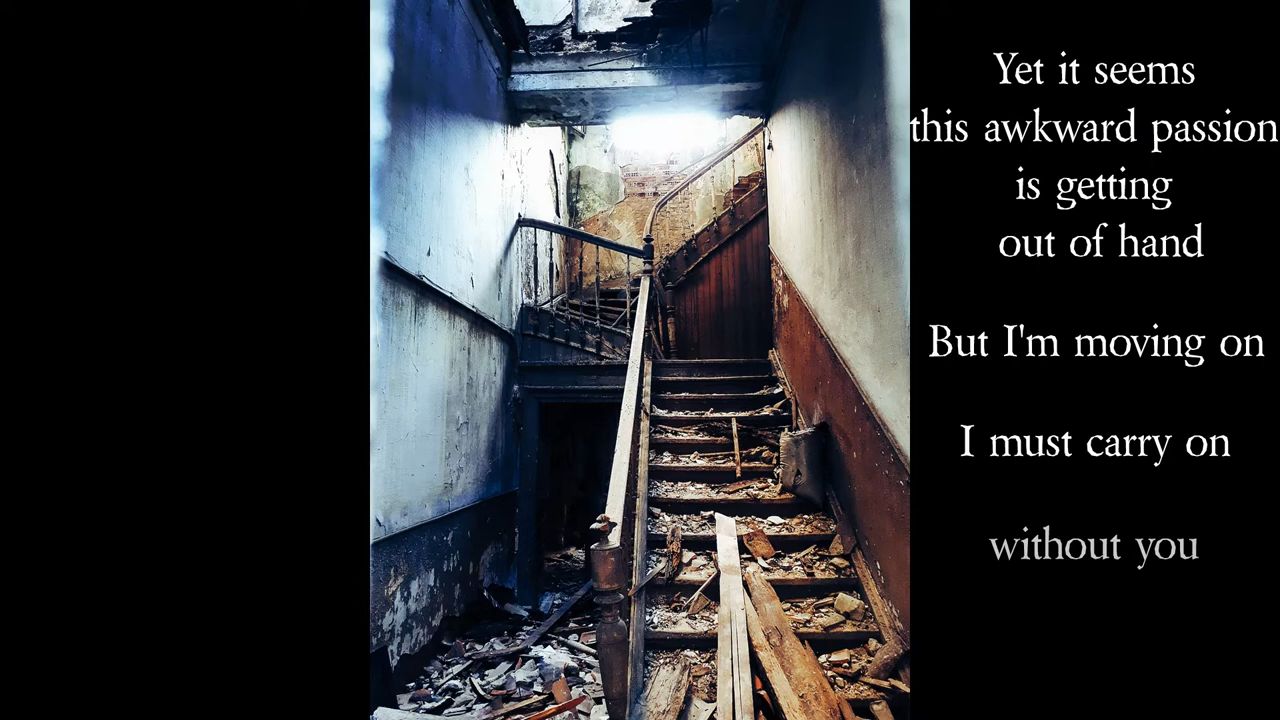 Yet it seems
this awkward passion
is getting
out of hand
But I'm moving on
I must carry on
without you